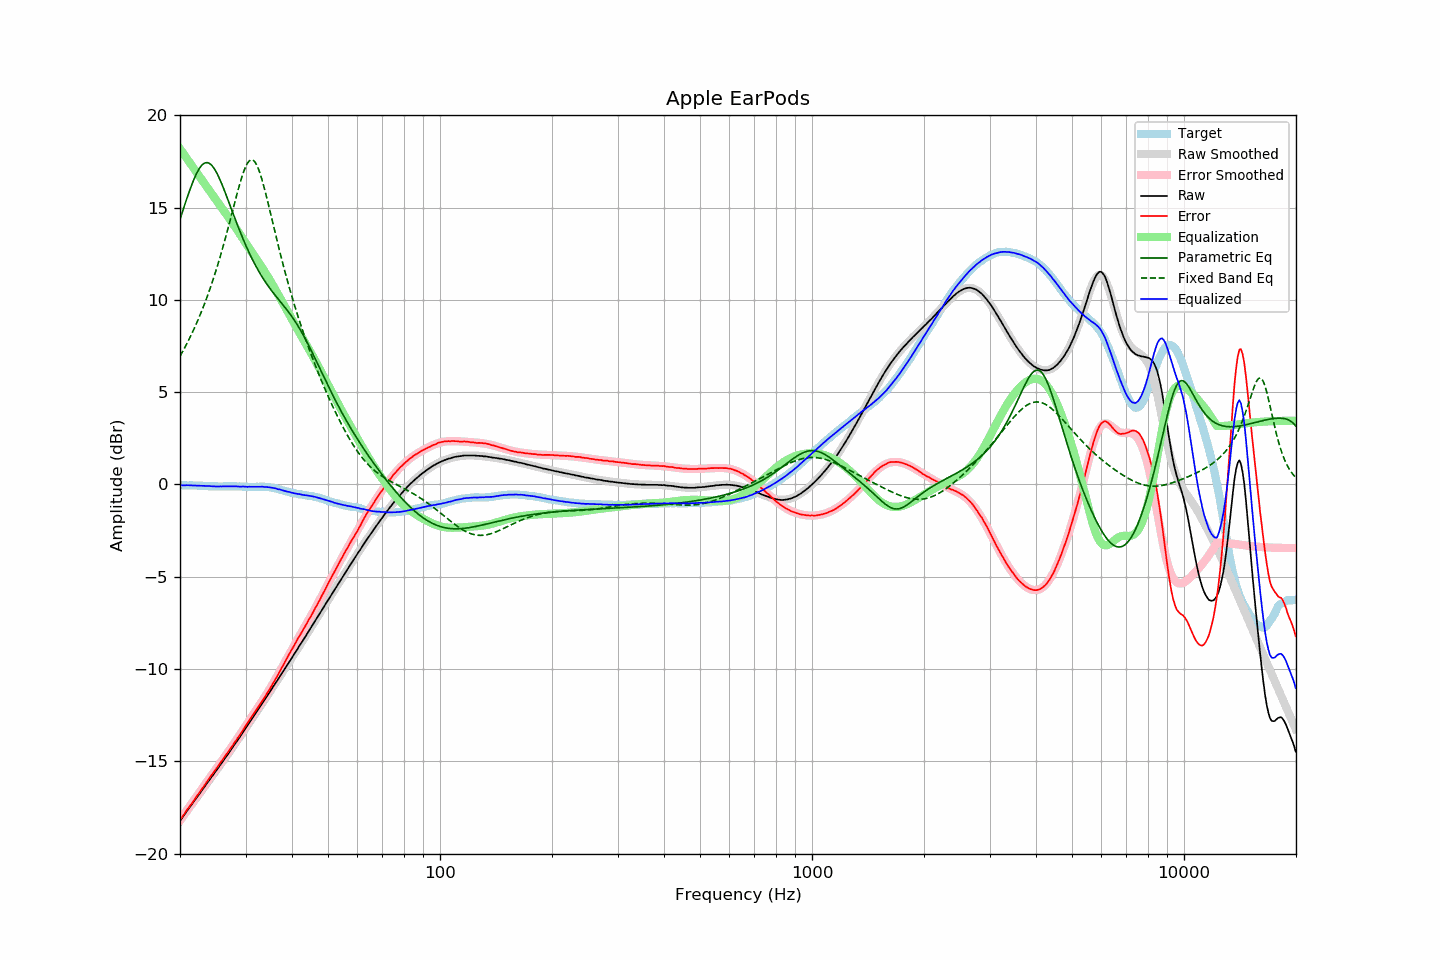 Apple EarPods
20
15
10
5
0
−5
−10
−15
−20
Amplitude (dBr)
Target
Raw Smoothed
Error Smoothed
Raw
Error
Equalization
Parametric Eq
Fixed Band Eq
Equalized
100
1000
10000
Frequency (Hz)